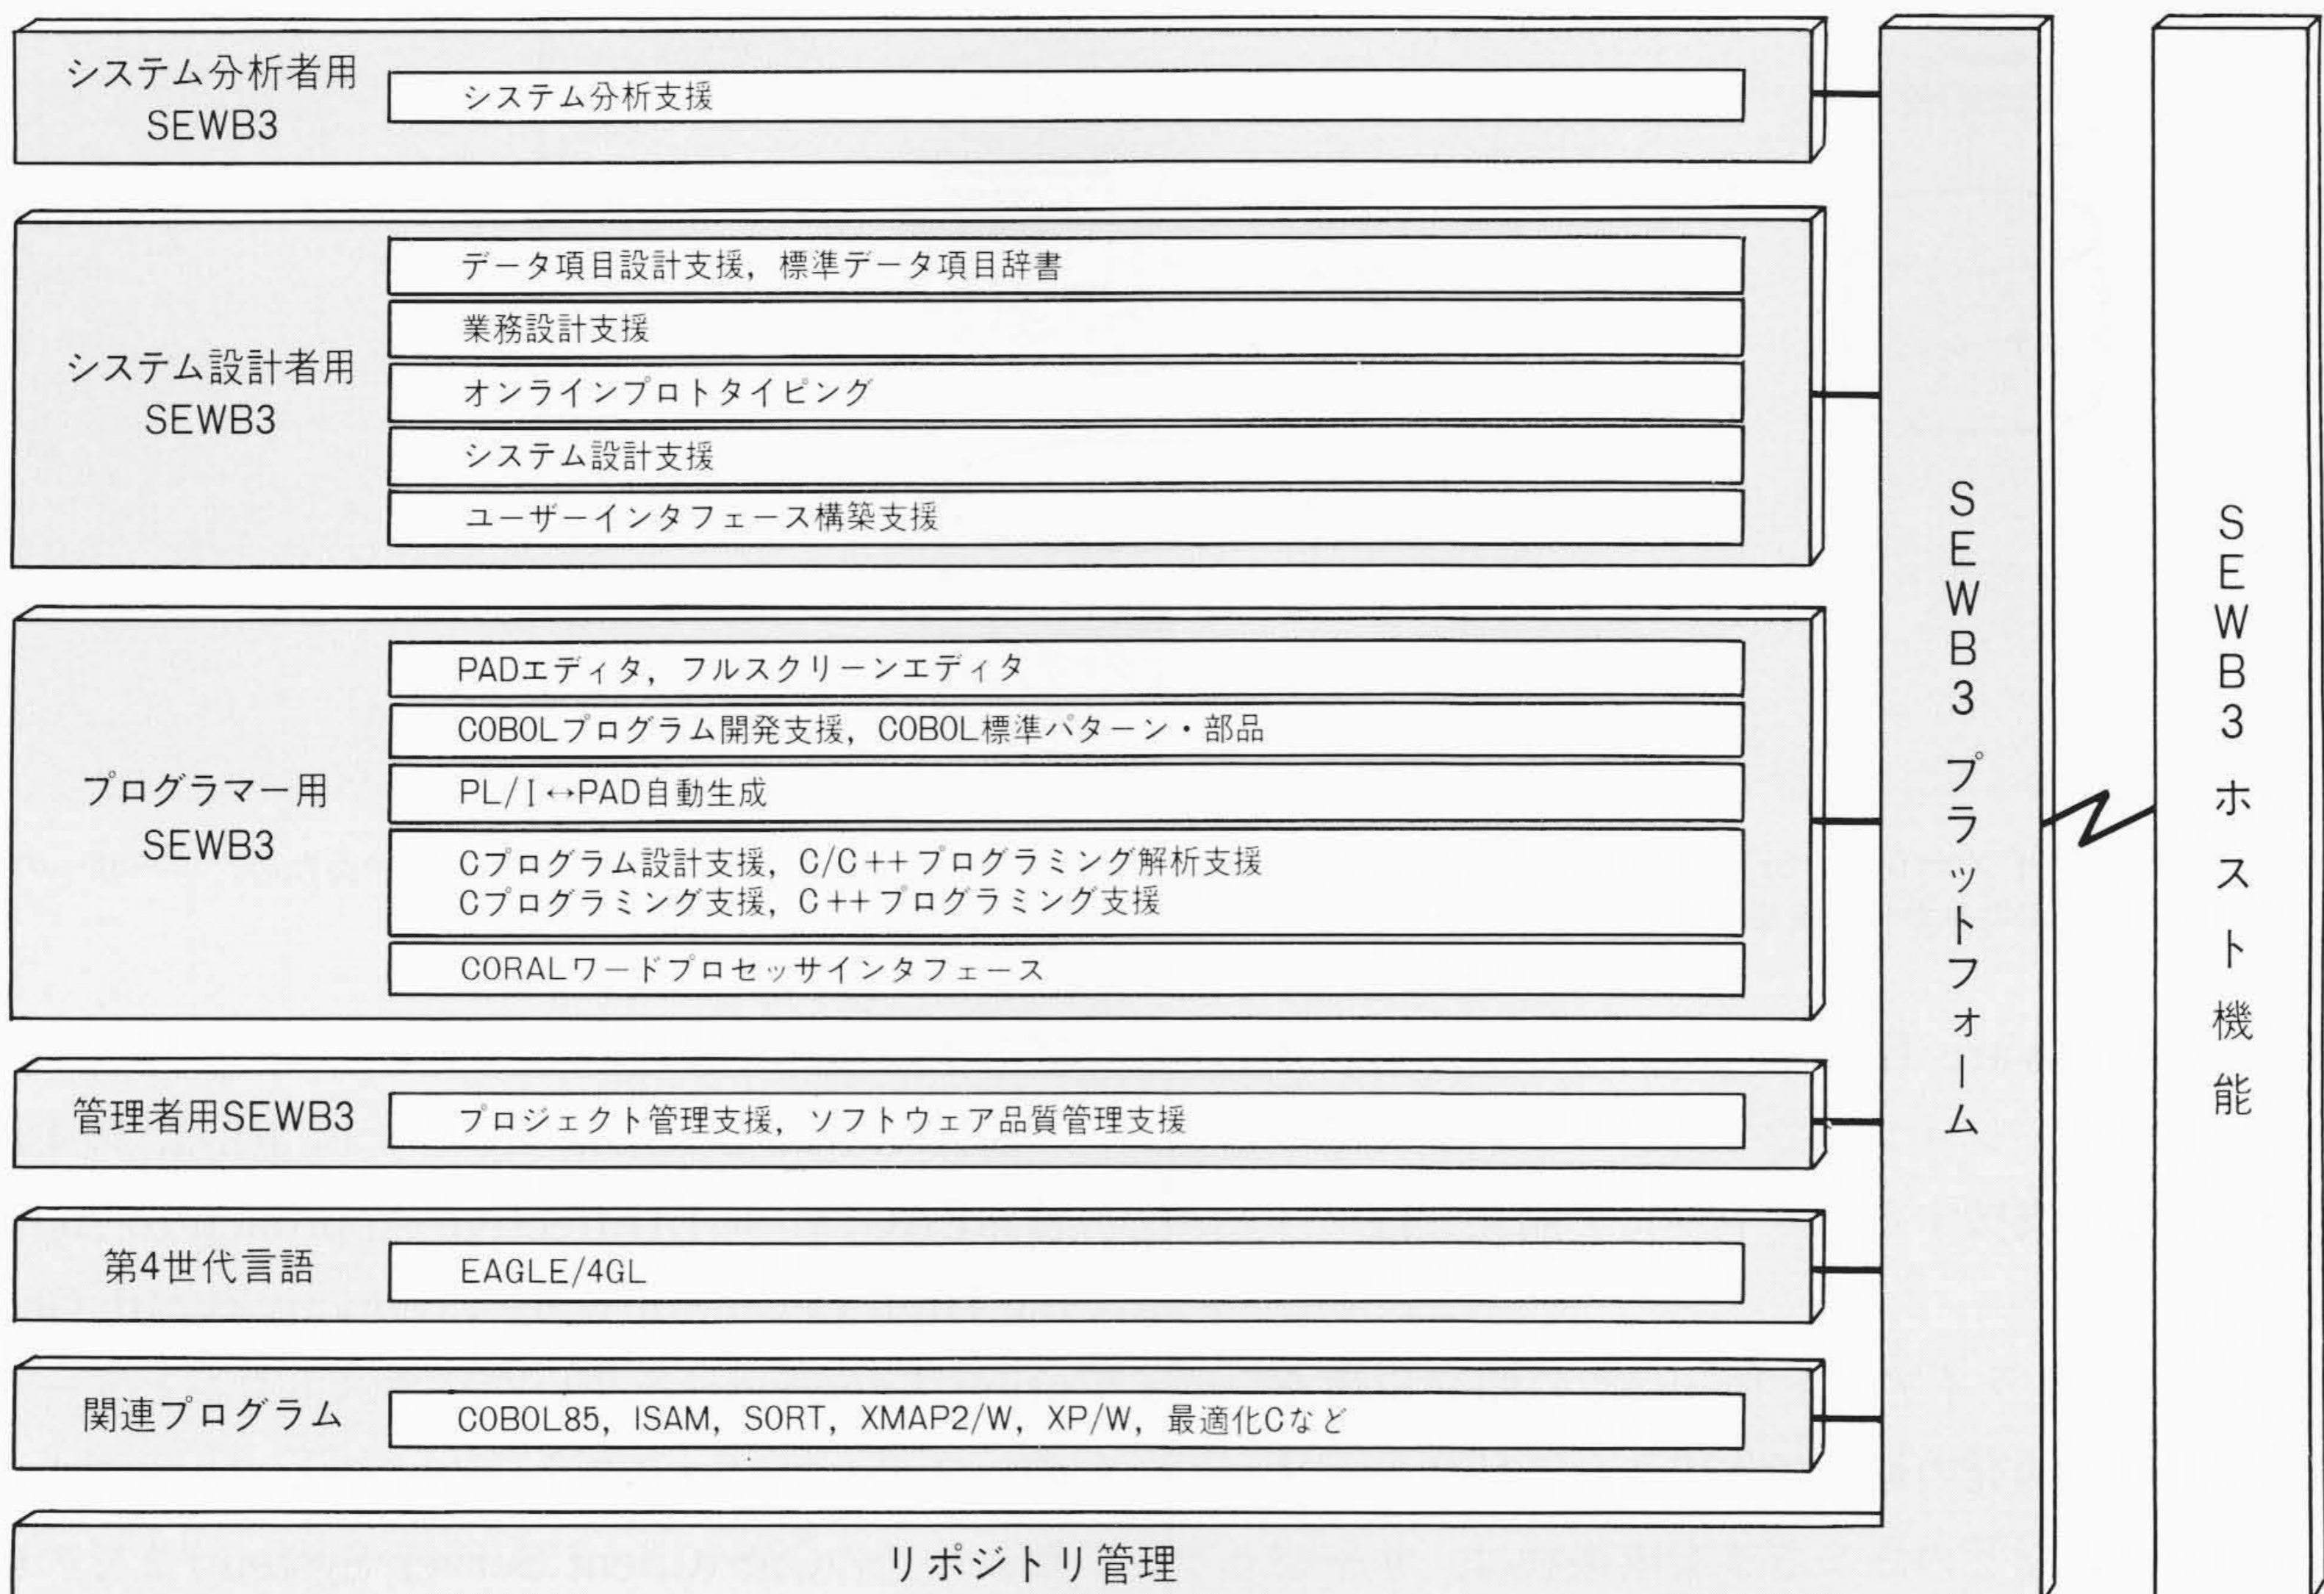 システム分析者用
SEWB3
システム分析支援
システム設計者用
SEWB3
データ項目設計支援，標準データ項目辞書
業務設計支援
オンラインプロトタイピング
システム設計支援
ユーザーインタフェース構築支援
プログラマー用
SEWB3
PADエディタ，フルスクリーンエディタ
COBOLプログラム開発支援，COBOL標準パターン・部品
PL/I↔PAD自動生成
Cプログラム設計支援，C/C++プログラミング解析支援
Cプログラミング支援，C++プログラミング支援
CORALワードプロセッサインタフェース
管理者用SEWB3
プロジェクト管理支援，ソフトウェア品質管理支援
第4世代言語
EAGLE/4GL
関連プログラム
COBOL85，ISAM，SORT，XMAP2/W，XP/W，最適化Cなど
リポジトリ管理
SEWB3プラットフォーム
SEWB3ホスト機能